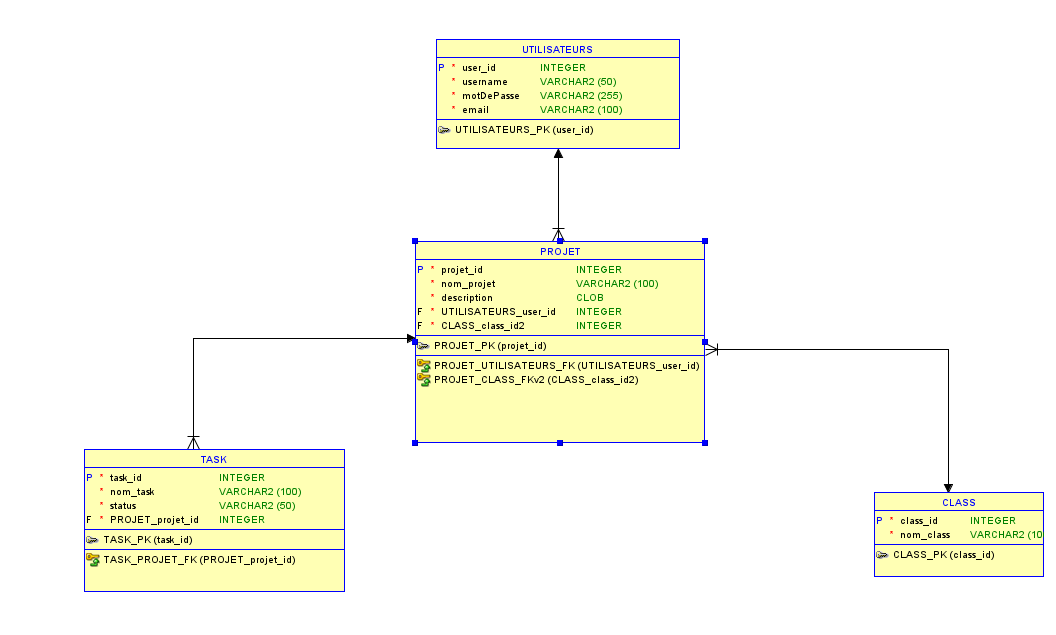 UTILISATEURS
P * user_id INTEGER
* username VARCHAR2 (50)
* motDePasse VARCHAR2 (255)
* email VARCHAR2 (100)
UTILISATEURS_PK (user_id)
PROJET
P * projet_id INTEGER
* nom_projet VARCHAR2 (100)
* description CLOB
F * UTILISATEURS_user_id INTEGER
F * CLASS_class_id2 INTEGER
PROJET_PK (projet_id)
PROJET_UTILISATEURS_FK (UTILISATEURS_user_id)
PROJET_CLASS_FKv2 (CLASS_class_id2)
TASK
P * task_id INTEGER
* nom_task VARCHAR2 (100)
* status VARCHAR2 (50)
F * PROJET_projet_id INTEGER
TASK_PK (task_id)
TASK_PROJET_FK (PROJET_projet_id)
CLASS
P * class_id INTEGER
* nom_class VARCHAR2 (10
CLASS_PK (class_id)